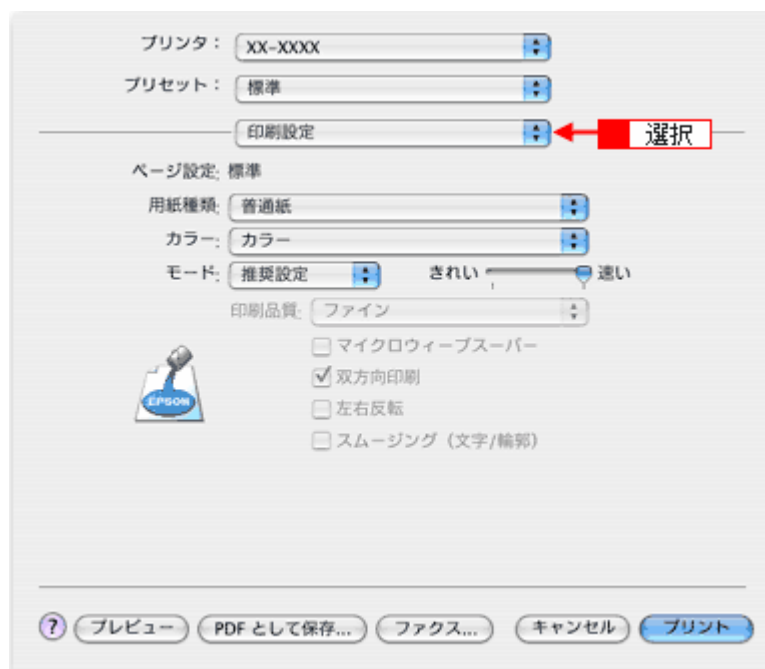 プリンタ： XX-XXXX
プリセット： 標準
印刷設定 選択
ページ設定: 標準
用紙種類: 普通紙
カラー: カラー
モード: 推奨設定 きれい 速い
印刷品質: ファイン
マイクロウィーブスーパー
双方向印刷
EPSON
左右反転
スムージング（文字/輪郭）
? プレビュー PDF として保存... ファクス... キャンセル プリント